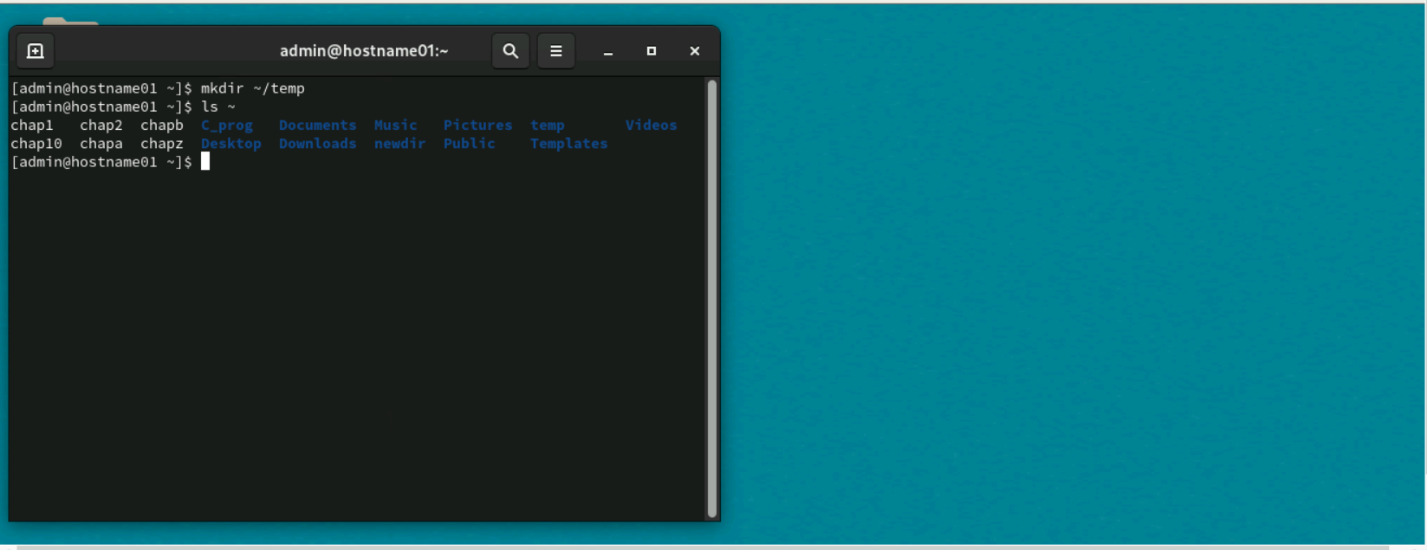 admin@hostname01:~
[admin@hostname01 ~]$ mkdir ~/temp
[admin@hostname01 ~]$ ls ~
chap1   chap2  chapb  C_prog   Documents  Music   Pictures  temp       Videos
chap10  chapa  chapz  Desktop  Downloads  newdir  Public    Templates
[admin@hostname01 ~]$